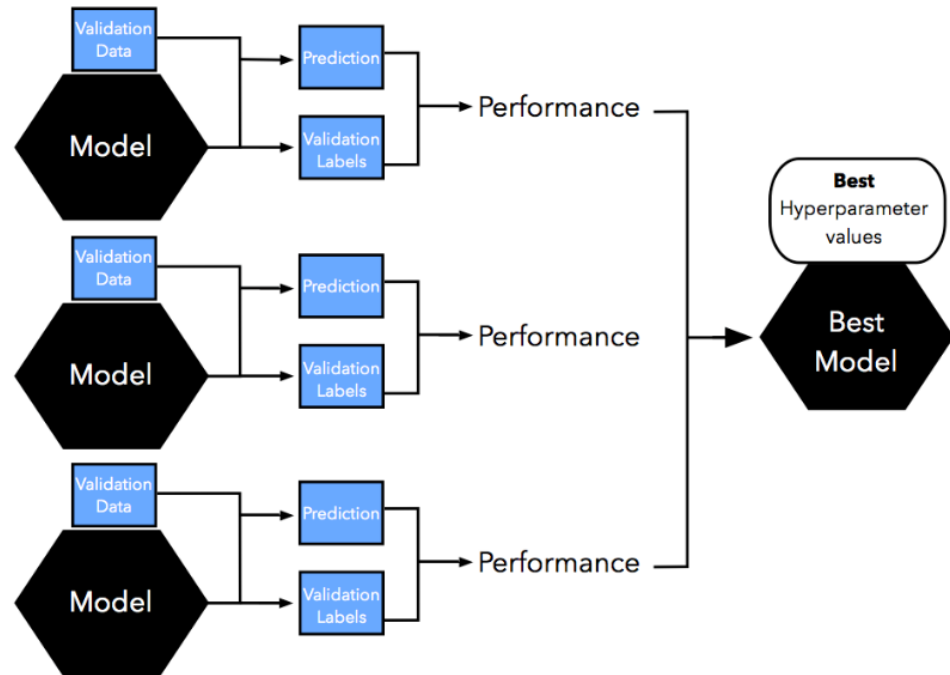 Validation
Data
Model
Prediction
Validation
Labels
Performance
Validation
Data
Model
Prediction
Validation
Labels
Performance
Validation
Data
Model
Prediction
Validation
Labels
Performance
Best
Hyperparameter
values
Best
Model